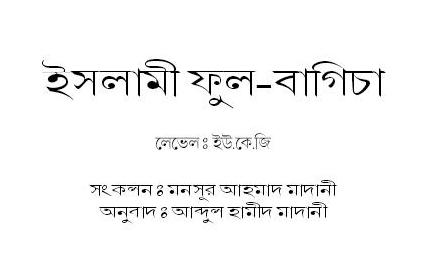 ইসলামী ফুল-বাগিচা
লেভেল ঃ ইউ.কে.জি
সংকলন ঃ মনসূর আহমাদ মাদানী
অনুবাদ ঃ আব্দুল হামীদ মাদানী